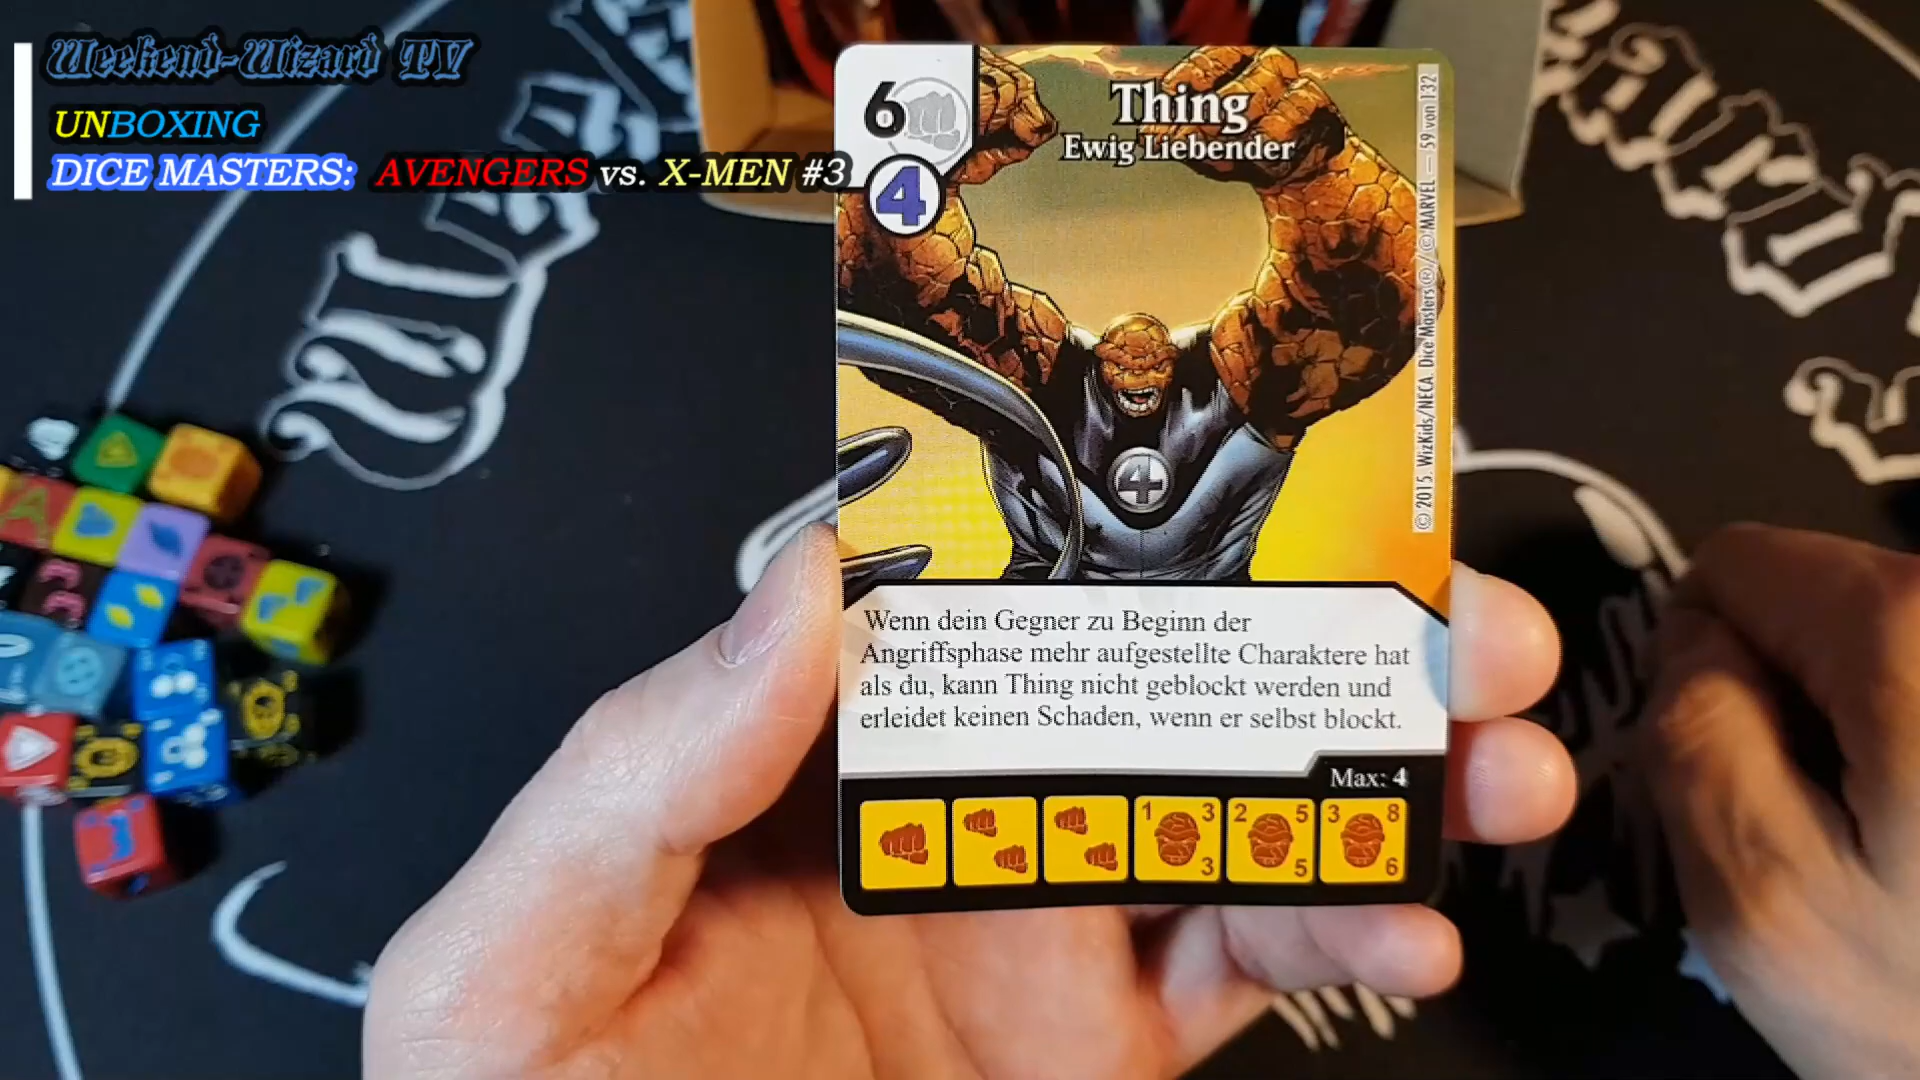 Weekend-Wizard TV
UNBOXING
DICE MASTERS: AVENGERS vs. X-MEN #3
6
4
Thing
Ewig Liebender
© 2015. WizKids/NECA. Dice Masters®/© MARVEL — 59 von 132
4
Wenn dein Gegner zu Beginn der
Angriffsphase mehr aufgestellte Charaktere hat
als du, kann Thing nicht geblockt werden und
erleidet keinen Schaden, wenn er selbst blockt.
Max: 4
1 3 2 5 3 8
3 5 6